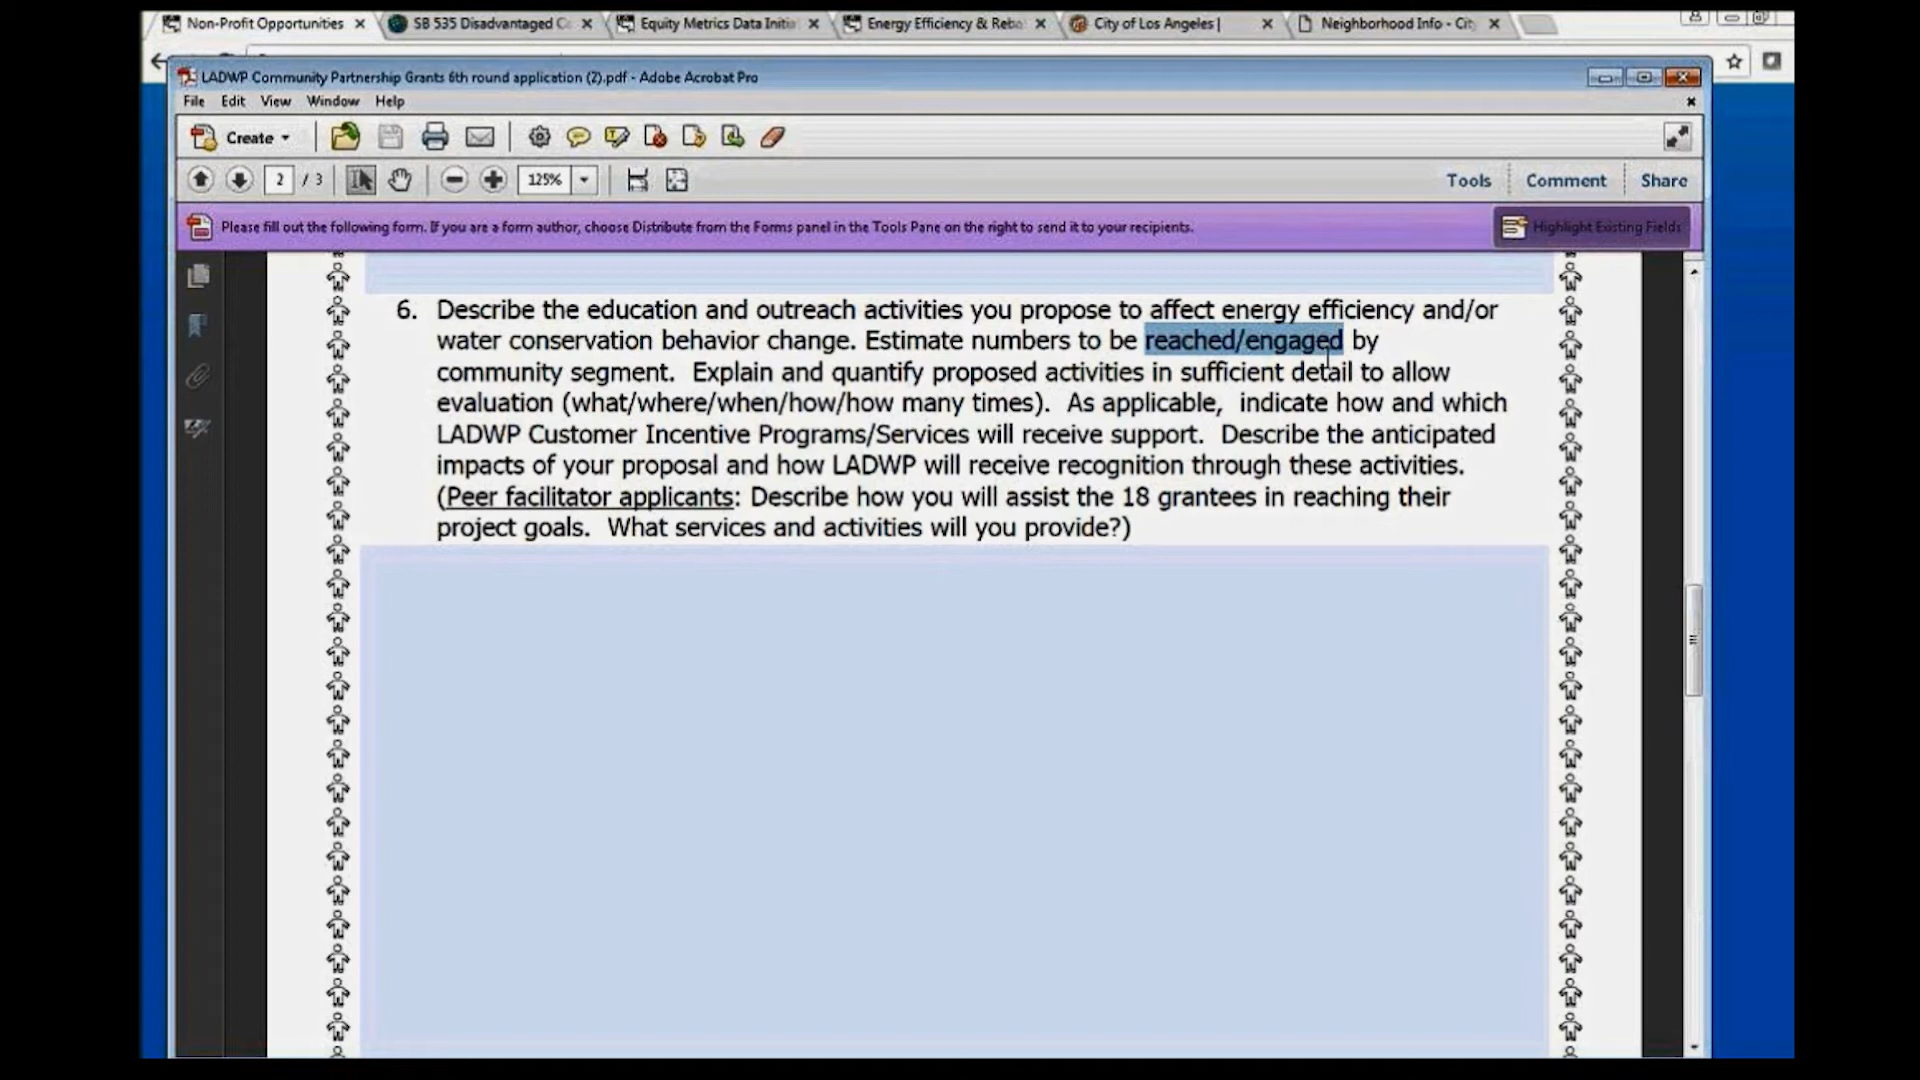 Non-Profit Opportunities
SB 535 Disadvantaged C
Equity Metrics Data Initi
Energy Efficiency & Reba
City of Los Angeles |
Neighborhood Info - Cit
LADWP Community Partnership Grants 6th round application (2).pdf - Adobe Acrobat Pro
File Edit View Window Help
Create
2 / 3
125%
Tools Comment Share
Please fill out the following form. If you are a form author, choose Distribute from the Forms panel in the Tools Pane on the right to send it to your recipients.
Highlight Existing Fields
6. Describe the education and outreach activities you propose to affect energy efficiency and/or
water conservation behavior change. Estimate numbers to be reached/engaged by
community segment. Explain and quantify proposed activities in sufficient detail to allow
evaluation (what/where/when/how/how many times). As applicable, indicate how and which
LADWP Customer Incentive Programs/Services will receive support. Describe the anticipated
impacts of your proposal and how LADWP will receive recognition through these activities.
(Peer facilitator applicants: Describe how you will assist the 18 grantees in reaching their
project goals. What services and activities will you provide?)